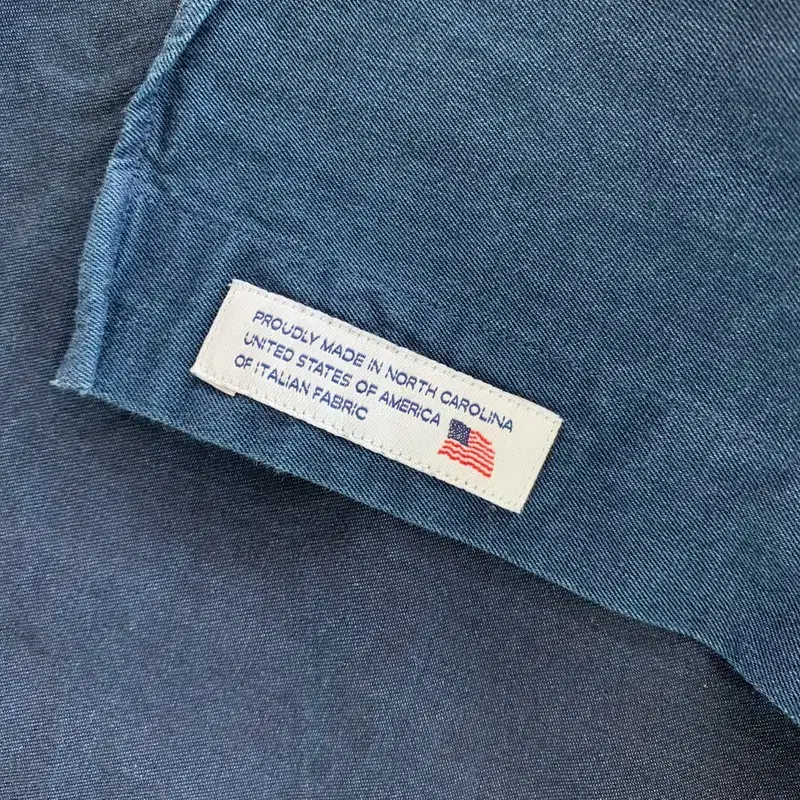 PROUDLY MADE IN NORTH CAROLINA
UNITED STATES OF AMERICA
OF ITALIAN FABRIC